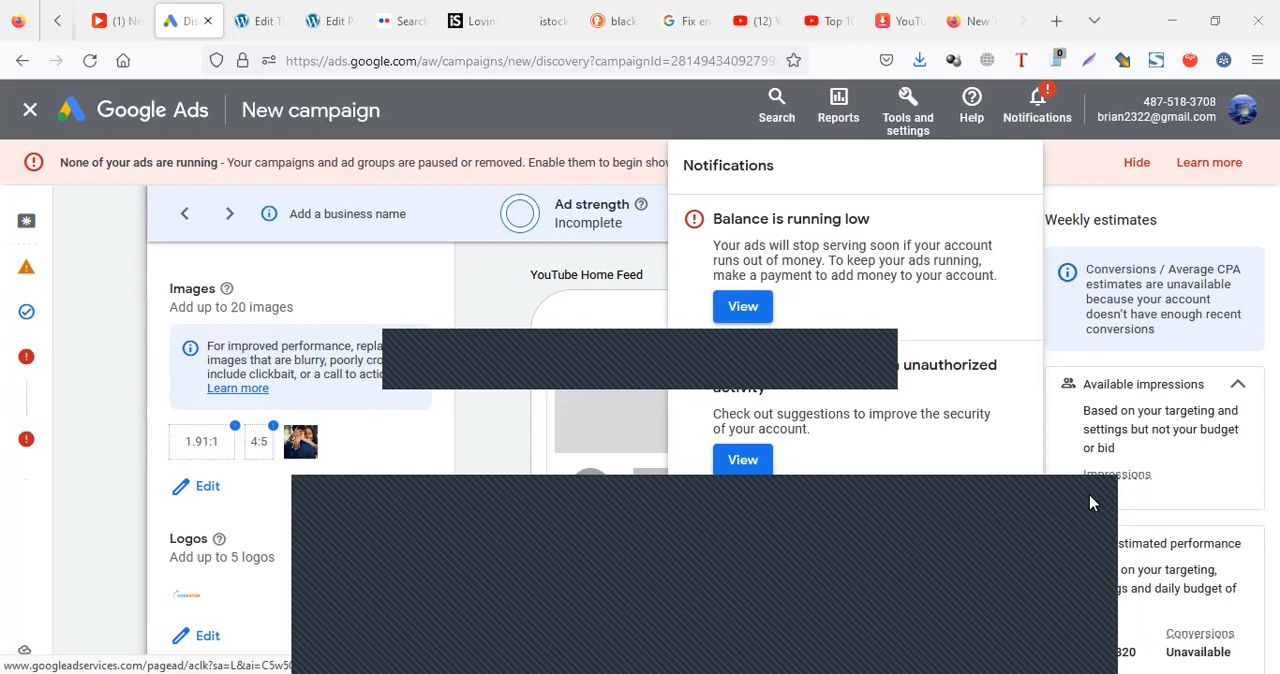 (1) Ne
Dis
Edit Ti
Edit P
Searc
Lovin
istock
black
Fix en
(12) Y
Top 10
YouTu
New T
https://ads.google.com/aw/campaigns/new/discovery?campaignId=281494340927799
0
Google Ads
New campaign
Search
Reports
Tools and
settings
Help
Notifications
487-518-3708
brian2322@gmail.com
None of your ads are running - Your campaigns and ad groups are paused or removed. Enable them to begin show
Hide
Learn more
Add a business name
Ad strength
Incomplete
Images
Add up to 20 images
For improved performance, repla
images that are blurry, poorly cro
include clickbait, or a call to actio
Learn more
1.91:1
4:5
Edit
Logos
Add up to 5 logos
Edit
YouTube Home Feed
Notifications
Balance is running low
Your ads will stop serving soon if your account
runs out of money. To keep your ads running,
make a payment to add money to your account.
View
unauthorized
activity
Check out suggestions to improve the security
of your account.
View
Weekly estimates
Conversions / Average CPA
estimates are unavailable
because your account
doesn't have enough recent
conversions
Available impressions
Based on your targeting and
settings but not your budget
or bid
Impressions
stimated performance
on your targeting,
gs and daily budget of
Conversions
320
Unavailable
www.googleadservices.com/pagead/aclk?sa=L&ai=C5w50